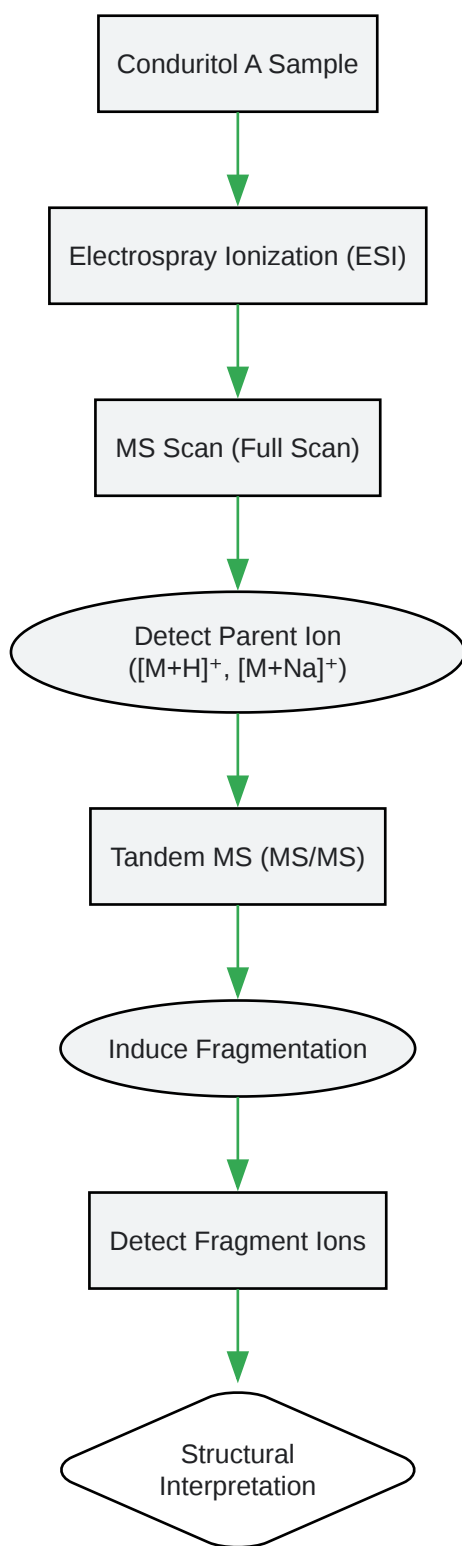 Conduritol A Sample
Electrospray Ionization (ESI)
MS Scan (Full Scan)
Detect Parent Ion
([M+H]⁺, [M+Na]⁺)
Tandem MS (MS/MS)
Induce Fragmentation
Detect Fragment Ions
Structural
Interpretation